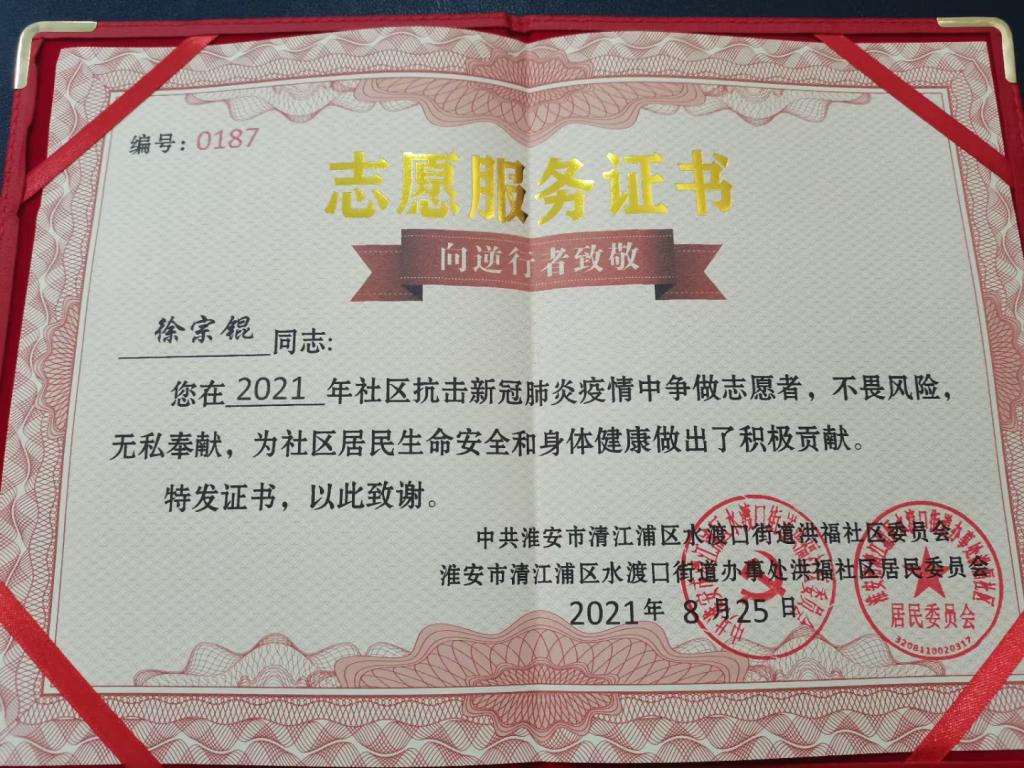 编号：0187
志愿服务证书
向逆行者致敬
徐宗锟同志：
您在2021年社区抗击新冠肺炎疫情中争做志愿者，不畏风险，
无私奉献，为社区居民生命安全和身体健康做出了积极贡献。
特发证书，以此致谢。
中共淮安市清江浦区水渡口街道洪福社区委员会
淮安市清江浦区水渡口街道办事处洪福社区居民委员会
2021年 8 月25日
居民委员会
3208110020317